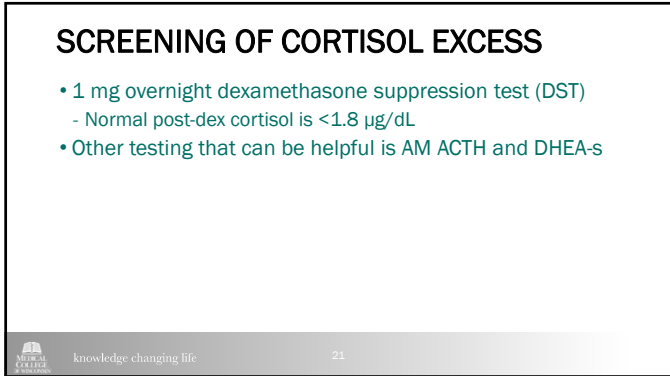 SCREENING OF CORTISOL EXCESS
• 1 mg overnight dexamethasone suppression test (DST)
- Normal post-dex cortisol is <1.8 µg/dL
• Other testing that can be helpful is AM ACTH and DHEA-s
MEDICAL
COLLEGE
OF WISCONSIN
knowledge changing life
21